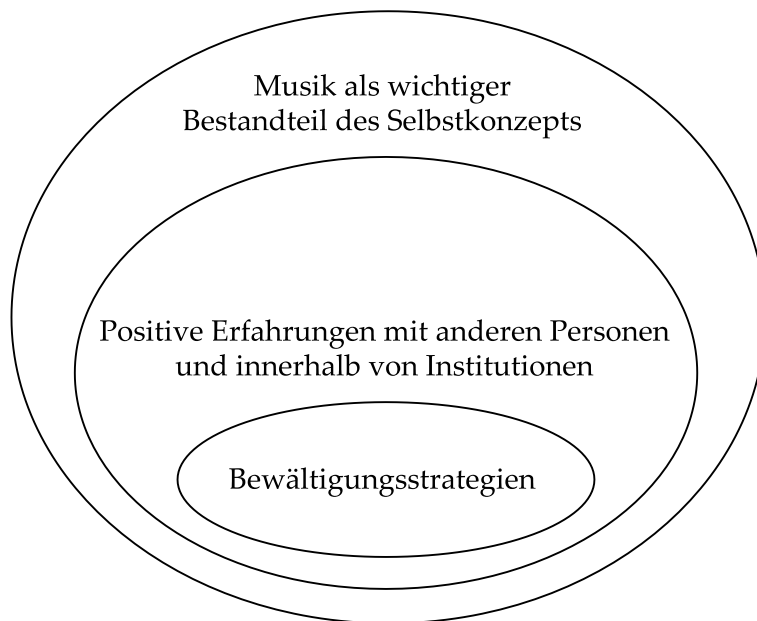 Musik als wichtiger
Bestandteil des Selbstkonzepts
Positive Erfahrungen mit anderen Personen
und innerhalb von Institutionen
Bewältigungsstrategien